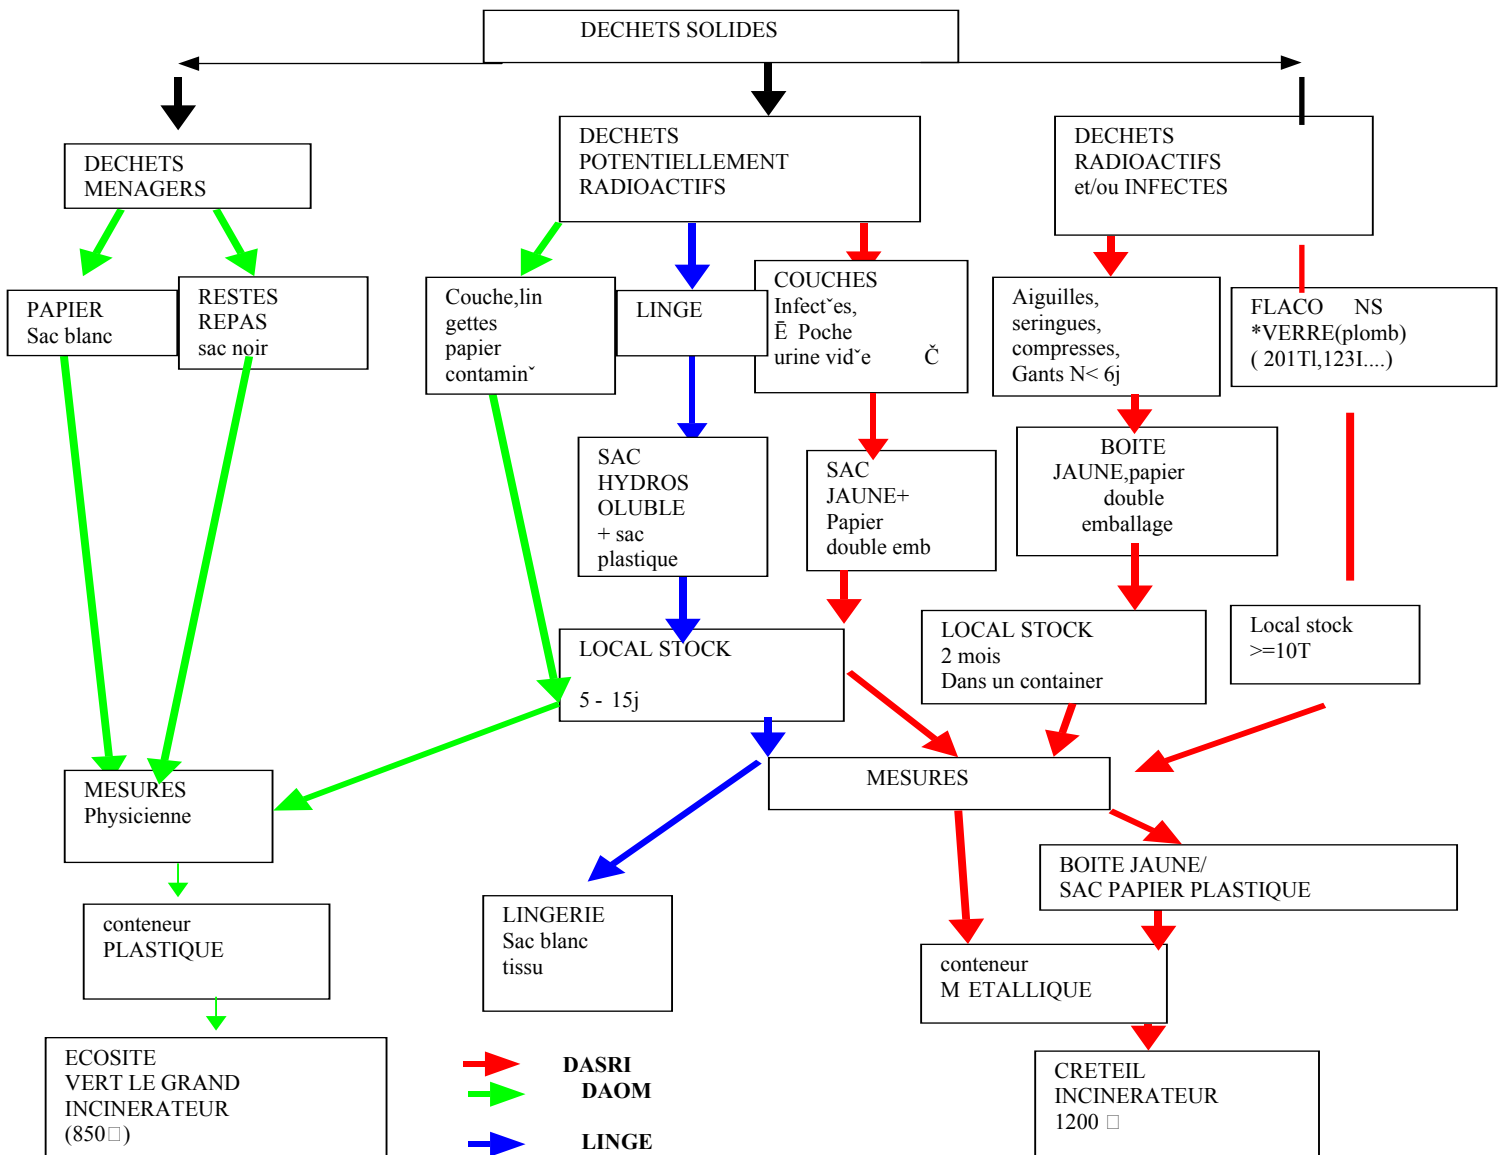 DECHETS SOLIDES
DECHETS
MENAGERS
DECHETS
POTENTIELLEMENT
RADIOACTIFS
DECHETS
RADIOACTIFS
et/ou INFECTES
PAPIER
Sac blanc
RESTES
REPAS
sac noir
Couche,lin
gettes
papier
contaminˇ
LINGE
COUCHES
Infectˇes,
Ē Poche
urine vidˇe Č
Aiguilles,
seringues,
compresses,
Gants N< 6j
FLACO NS
*VERRE(plomb)
( 201Tl,123I....)
SAC
HYDROS
OLUBLE
+ sac
plastique
SAC
JAUNE+
Papier
double emb
BOITE
JAUNE,papier
double
emballage
LOCAL STOCK
5 - 15j
LOCAL STOCK
2 mois
Dans un container
Local stock
>=10T
MESURES
Physicienne
MESURES
conteneur
PLASTIQUE
LINGERIE
Sac blanc
tissu
BOITE JAUNE/
SAC PAPIER PLASTIQUE
conteneur
M ETALLIQUE
ECOSITE
VERT LE GRAND
INCINERATEUR
(850□)
DASRI
DAOM
LINGE
CRETEIL
INCINERATEUR
1200 □